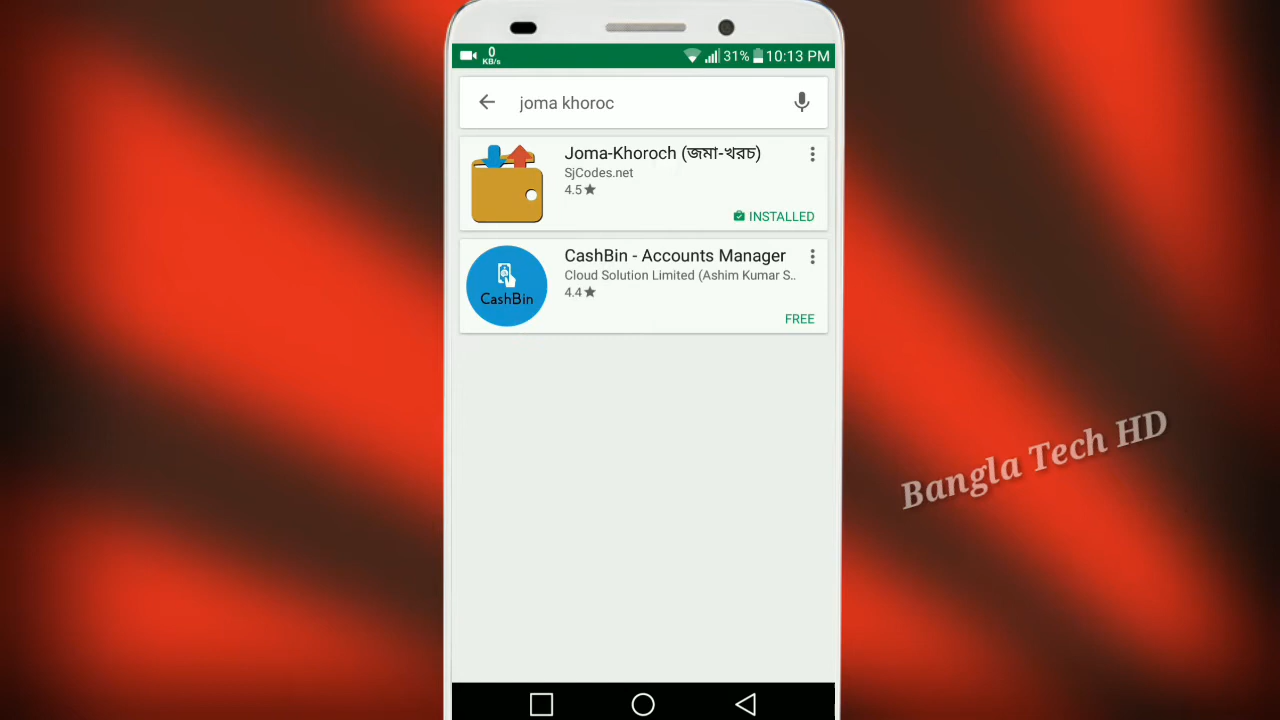 0
KB/s
31%
10:13 PM
joma khoroc
Joma-Khoroch (জমা-খরচ)
SjCodes.net
4.5★
INSTALLED
CashBin
CashBin - Accounts Manager
Cloud Solution Limited (Ashim Kumar S..
4.4★
FREE
Bangla Tech HD